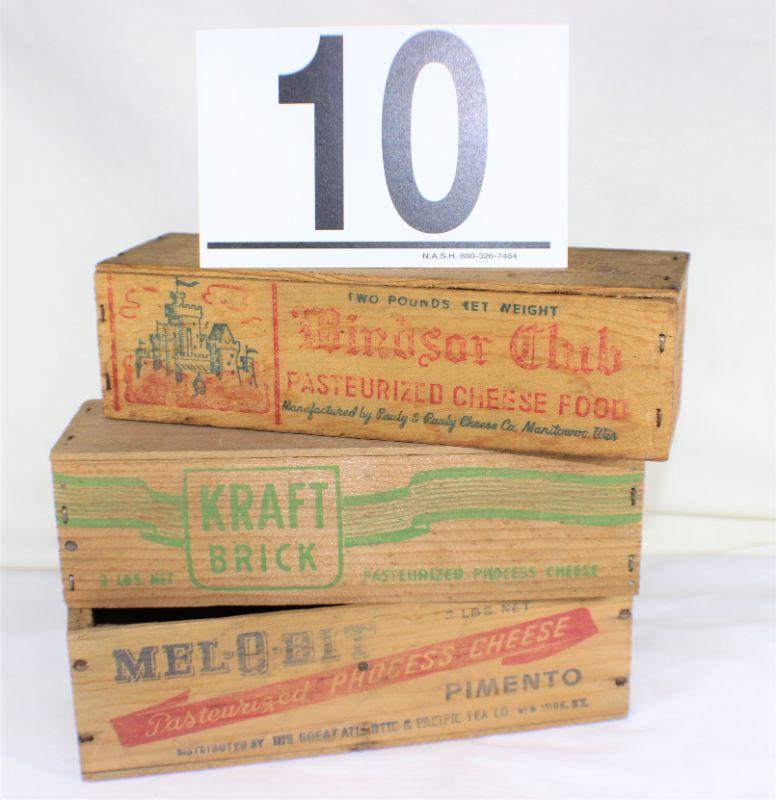 10
N.A.S.H. 800-326-7484
TWO POUNDS NET WEIGHT
Windsor Club
PASTEURIZED CHEESE FOOD
Manufactured by Pauly & Pauly Cheese Co. Manitowoc, Wis
KRAFT
BRICK
2 LBS. NET
PASTEURIZED PROCESS CHEESE
LBS NET
MEL-O-BIT
Pasteurized PROCESS CHEESE
PIMENTO
DISTRIBUTED BY THE GREAT ATLANTIC & PACIFIC TEA CO. NEW YORK, N.Y.